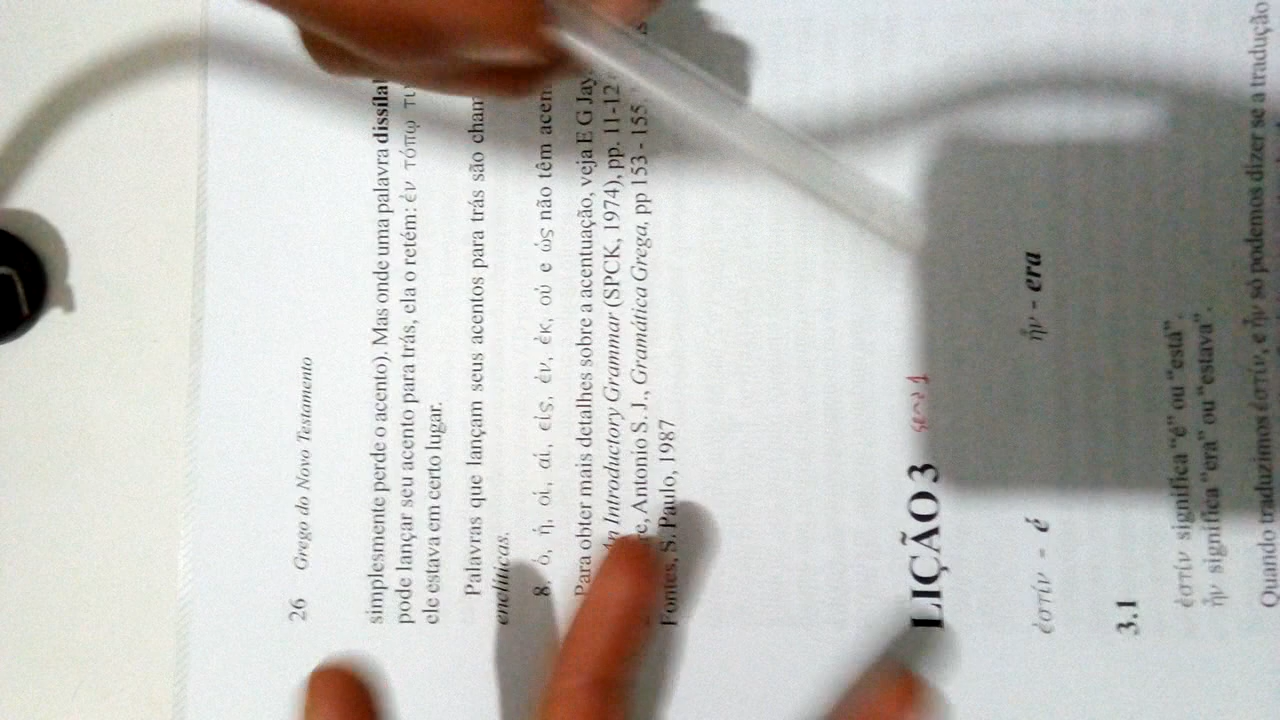 26 Grego do Novo Testamento
simplesmente perde o acento). Mas onde uma palavra dissíla
pode lançar seu acento para trás, ela o retém: ἐν τόπῳ
ele estava em certo lugar.
Palavras que lançam seus acentos para trás são cham
enclíticas.
8. ὁ, ἡ, οἱ, αἱ, εἰς, ἐν, ἐκ, οὐ e ὡς não têm acen
Para obter mais detalhes sobre a acentuação, veja E G Jay,
Introductory Grammar (SPCK, 1974), pp. 11-12
Antonio S.J., Gramática Grega, pp 153 - 155,
Fontes, S. Paulo, 1987
LIÇÃO 3
ἐστίν - é ἦν - era
3.1
ἐστίν significa “é” ou “está”.
ἦν significa “era” ou “estava”.
Quando traduzimos ἐστίν, e ἦν só podemos dizer se a tradução